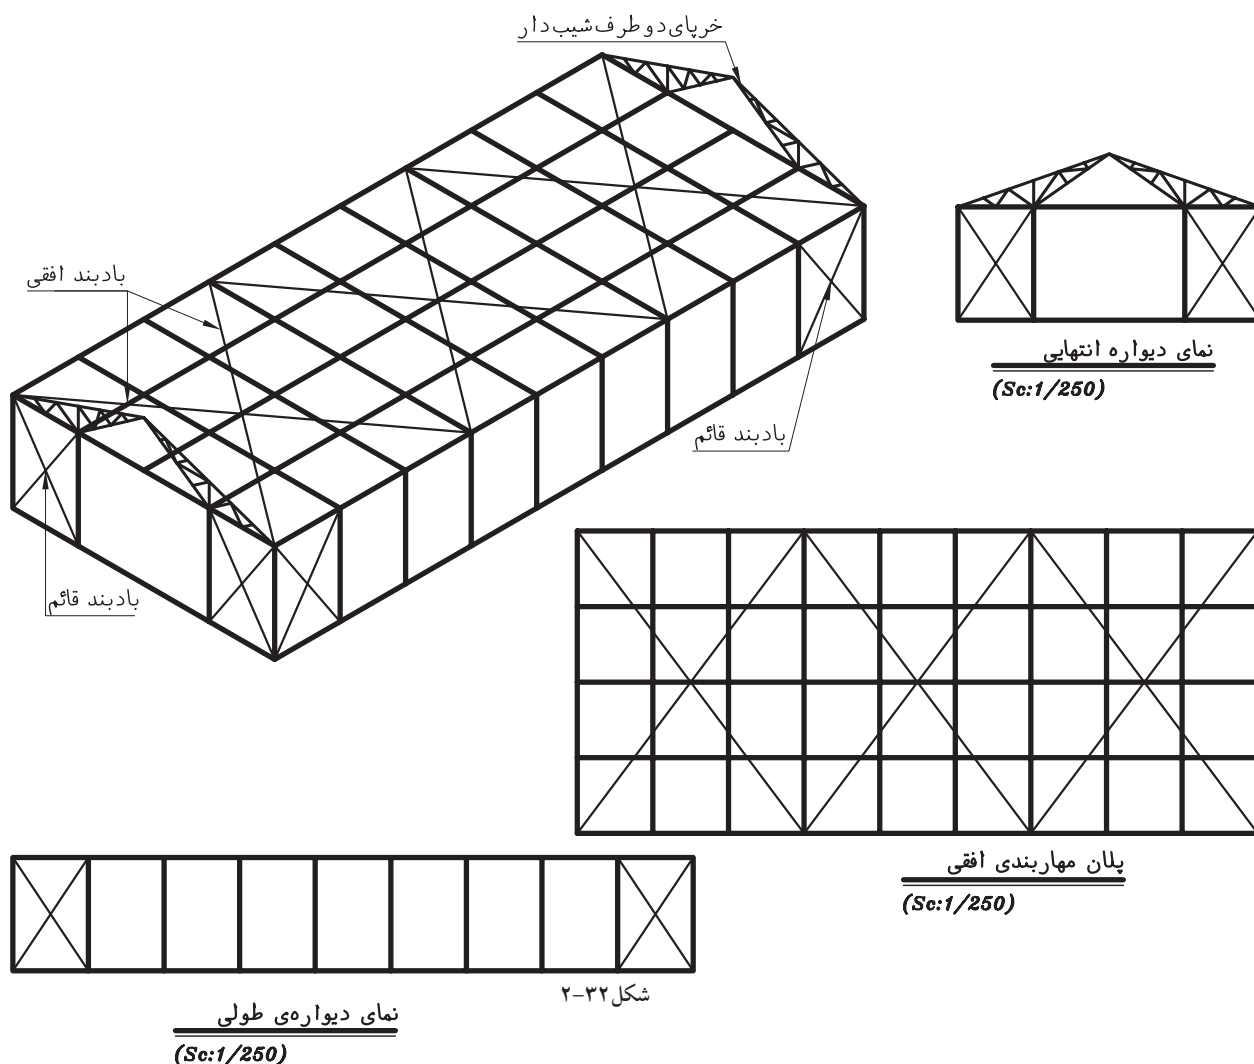 خرپای دو طرف شیب‌دار
بادبند افقی
نمای دیواره انتهایی
(Sc:1/250)
بادبند قائم
بادبند قائم
پلان مهاربندی افقی
(Sc:1/250)
شکل ۳۲-۲
نمای دیواره‌ی طولی
(Sc:1/250)